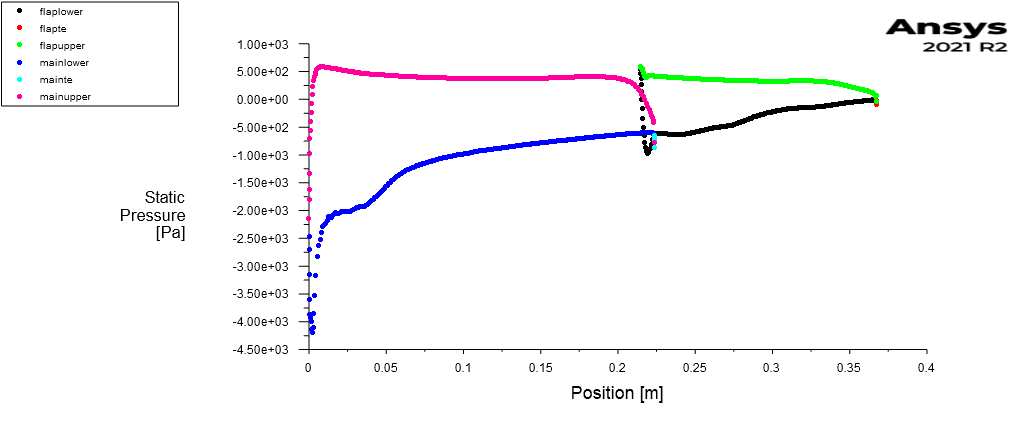 flaplower
flapte
flapupper
mainlower
mainte
mainupper
Ansys
2021 R2
1.00e+03
5.00e+02
0.00e+00
-5.00e+02
-1.00e+03
-1.50e+03
-2.00e+03
-2.50e+03
-3.00e+03
-3.50e+03
-4.00e+03
-4.50e+03
Static
Pressure
[Pa]
0 0.05 0.1 0.15 0.2 0.25 0.3 0.35 0.4
Position [m]